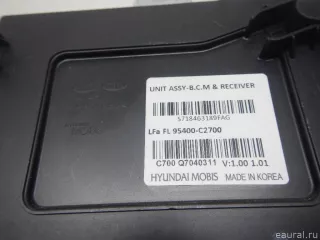 UNIT ASSY-B.C.M & RECEIVER
S718463189FAG
LFa FL 95400-C2700
C700 Q7040311 V:1.00 1.01
HYUNDAI MOBIS MADE IN KOREA
eaural.ru